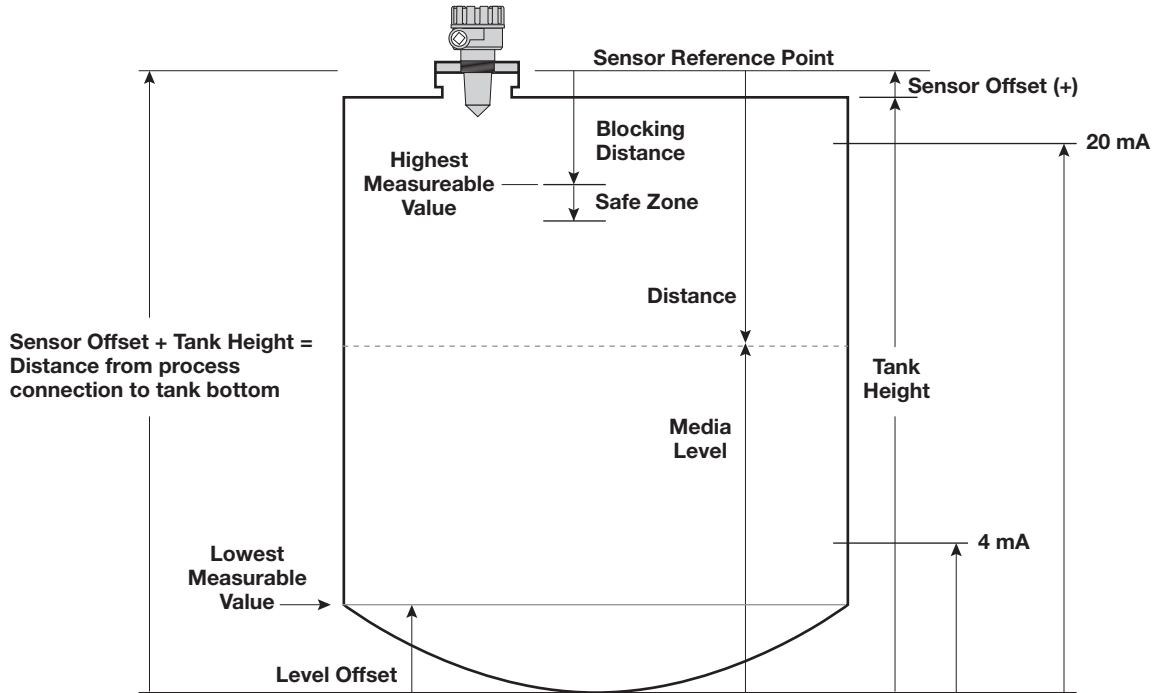 Sensor Reference Point
Sensor Offset (+)
Blocking
Distance
20 mA
Highest
Measureable
Value
Safe Zone
Distance
Sensor Offset + Tank Height =
Distance from process
connection to tank bottom
Tank
Height
Media
Level
4 mA
Lowest
Measurable
Value
Level Offset